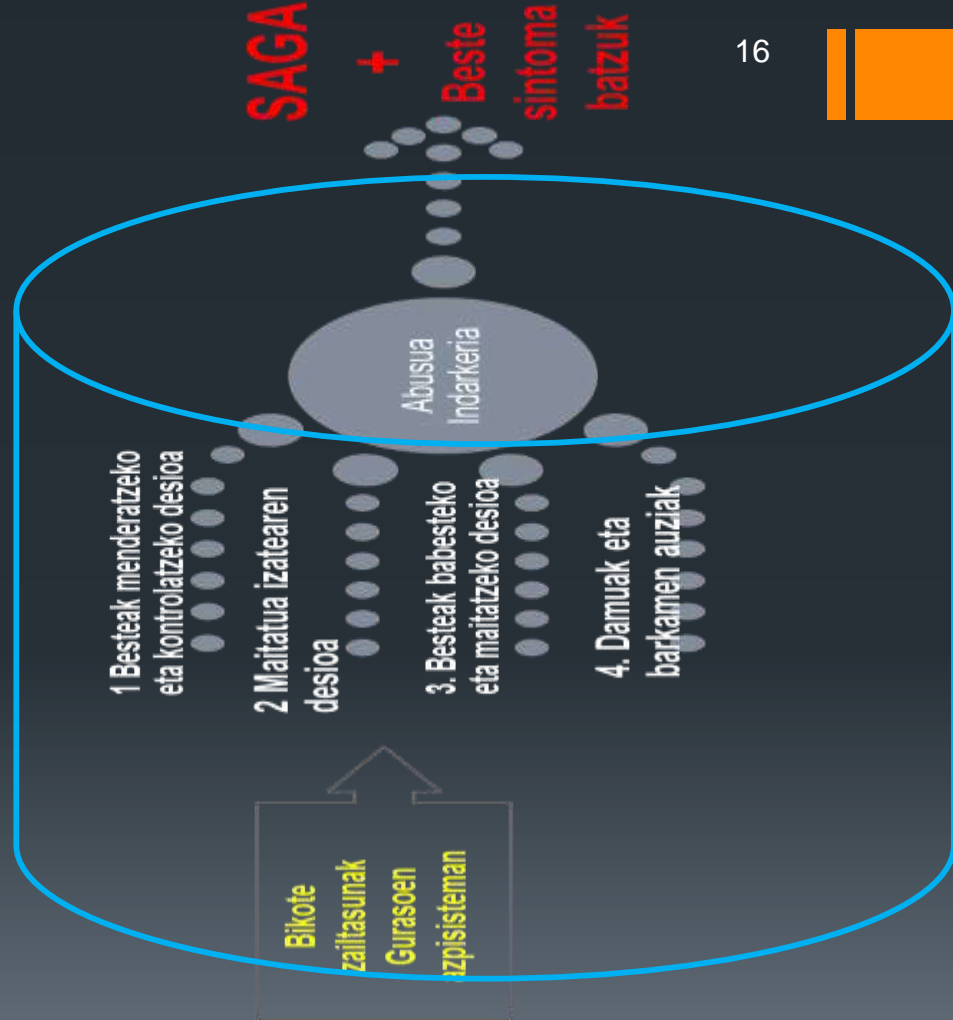 16
Bikote
zailtasunak
Gurasoen
azpisisteman
1 Besteak menderatzeko
eta kontrolatzeko desioa
2 Maitatua izatearen
desioa
3. Besteak babesteko
eta maitatzeko desioa
4. Damuak eta
barkamen auziak
Abusua
Indarkeria
SAGA
+
Beste
sintoma
batzuk